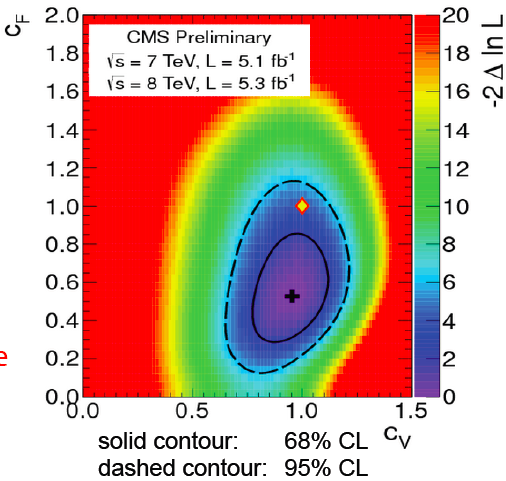 c_F
2.0
CMS Preliminary
√s = 7 TeV, L = 5.1 fb⁻¹
√s = 8 TeV, L = 5.3 fb⁻¹
1.8
1.6
1.4
1.2
1.0
0.8
0.6
0.4
0.2
0.0
0.0 0.5 1.0 1.5
c_V
20
18
16
14
12
10
8
6
4
2
0
-2 Δ ln L
e
solid contour: 68% CL
dashed contour: 95% CL